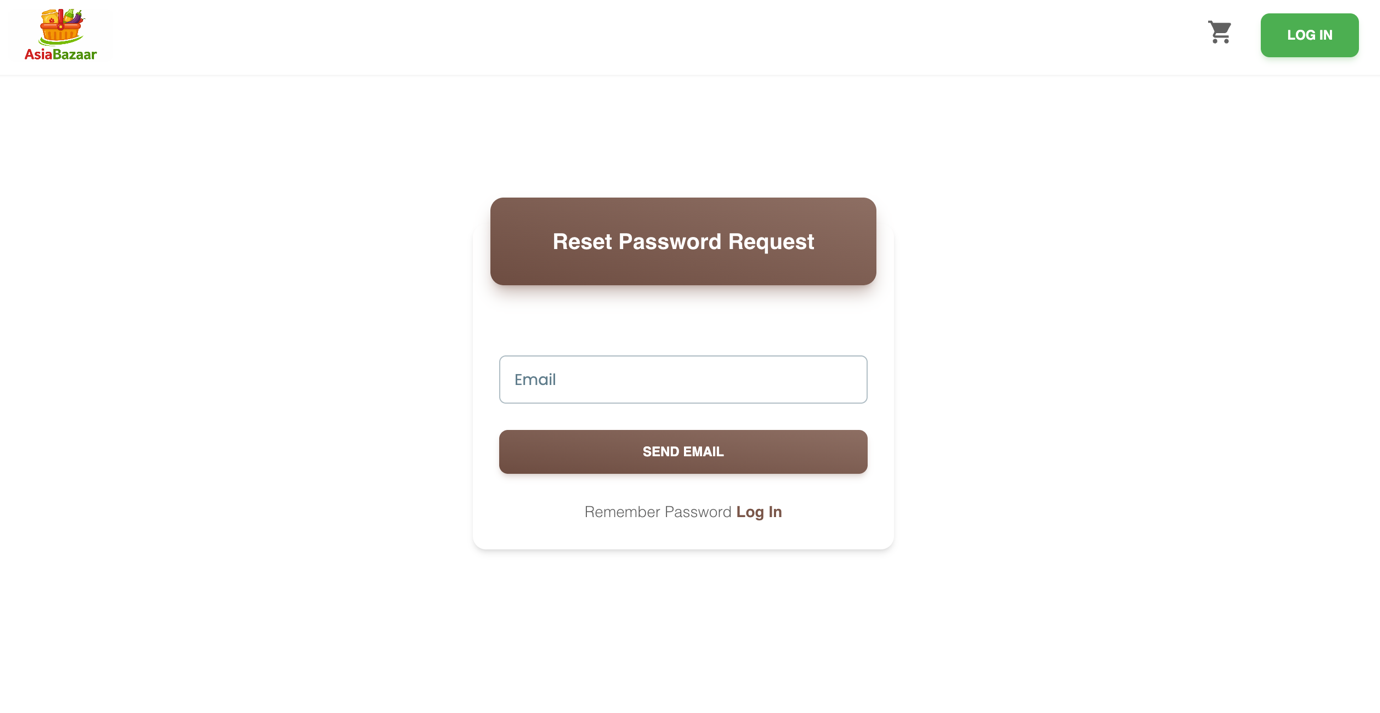 AsiaBazaar
LOG IN
Reset Password Request
Email
SEND EMAIL
Remember Password Log In